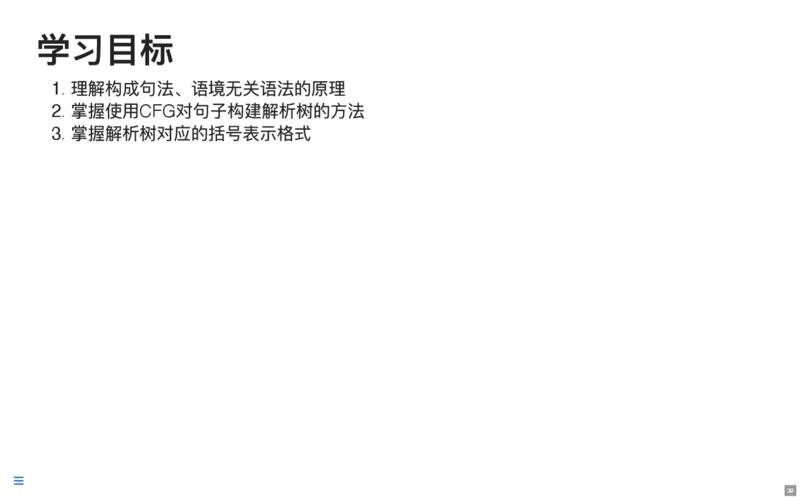 学习目标
1. 理解构成句法、语境无关语法的原理
2. 掌握使用CFG对句子构建解析树的方法
3. 掌握解析树对应的括号表示格式